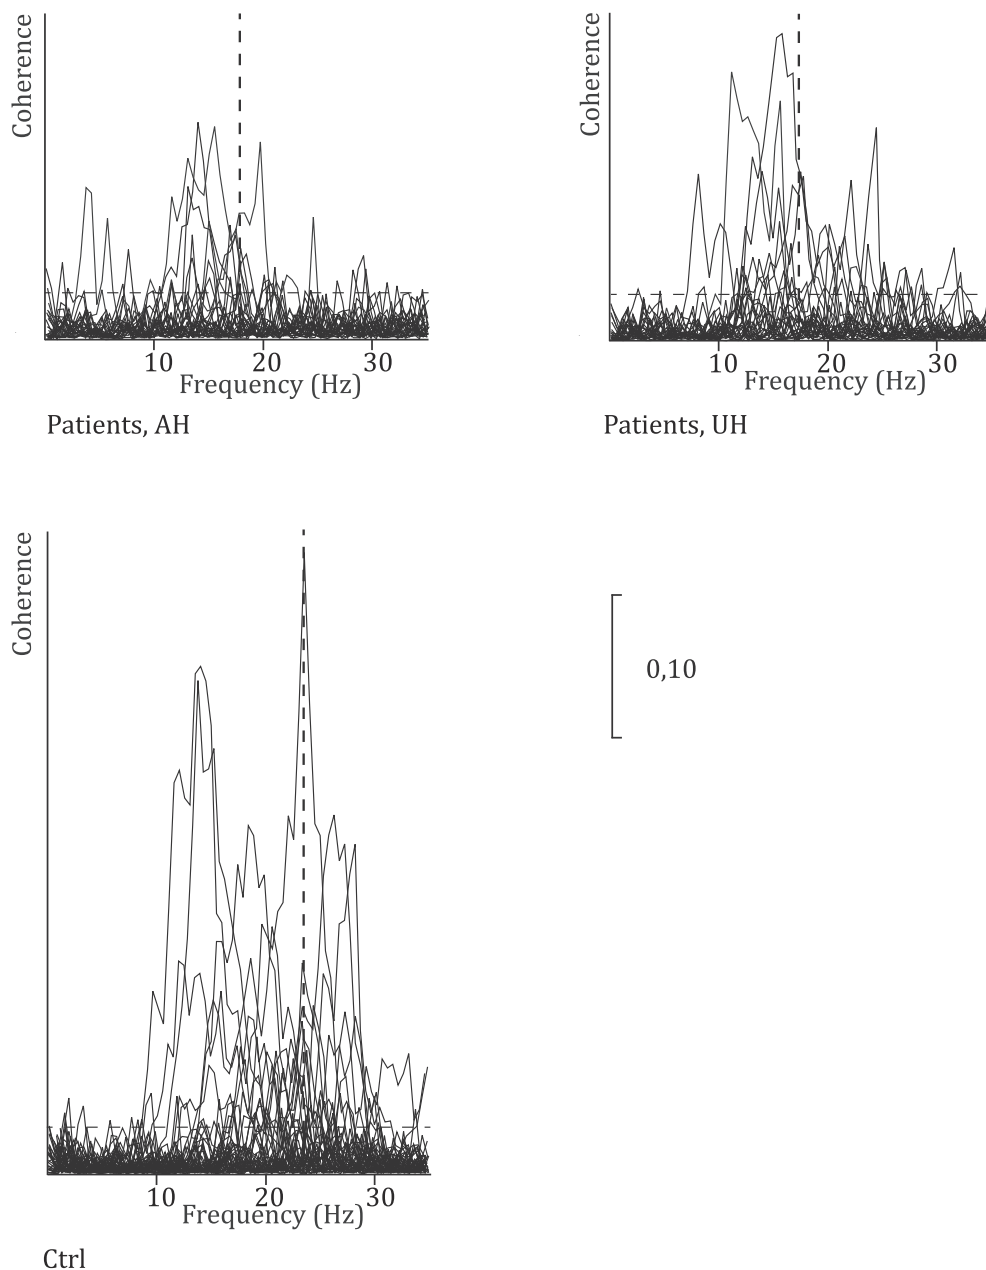 Coherence
10 20 30
Frequency (Hz)
Patients, AH
Coherence
10 20 30
Frequency (Hz)
Patients, UH
Coherence
10 20 30
Frequency (Hz)
Ctrl
0,10